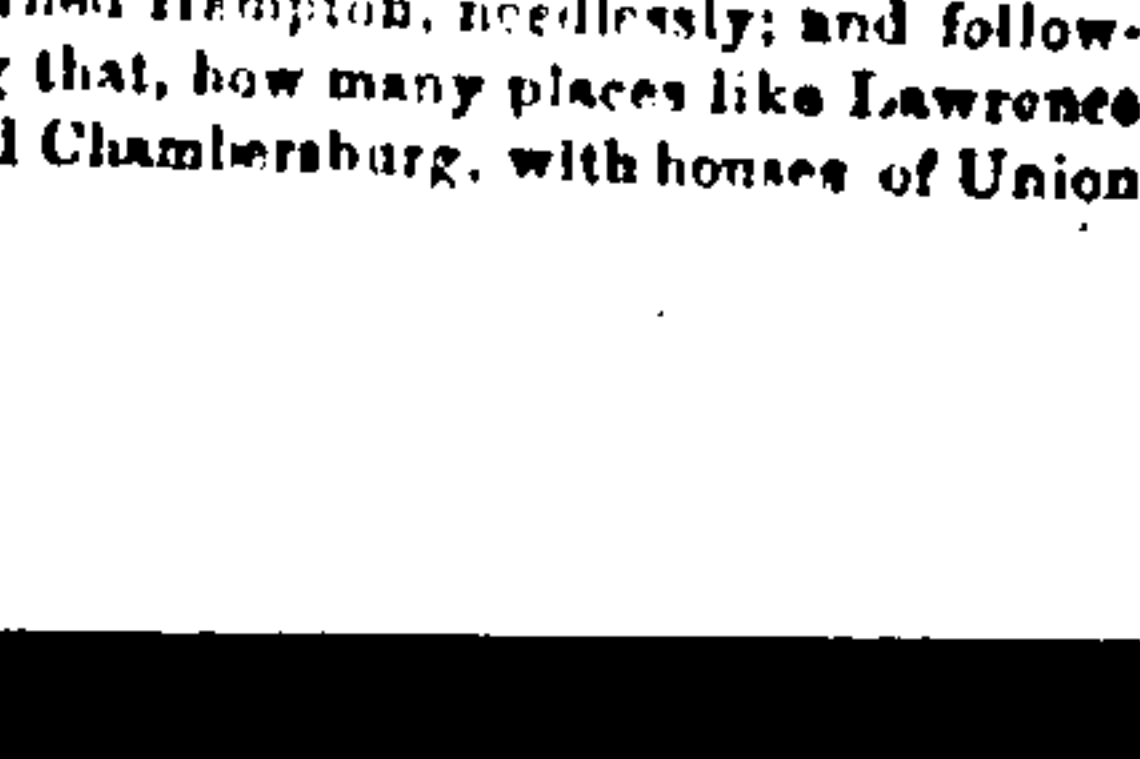 Hampton, needlessly; and follow-
that, how many places like Lawrence
Chambersburg, with houses of Union